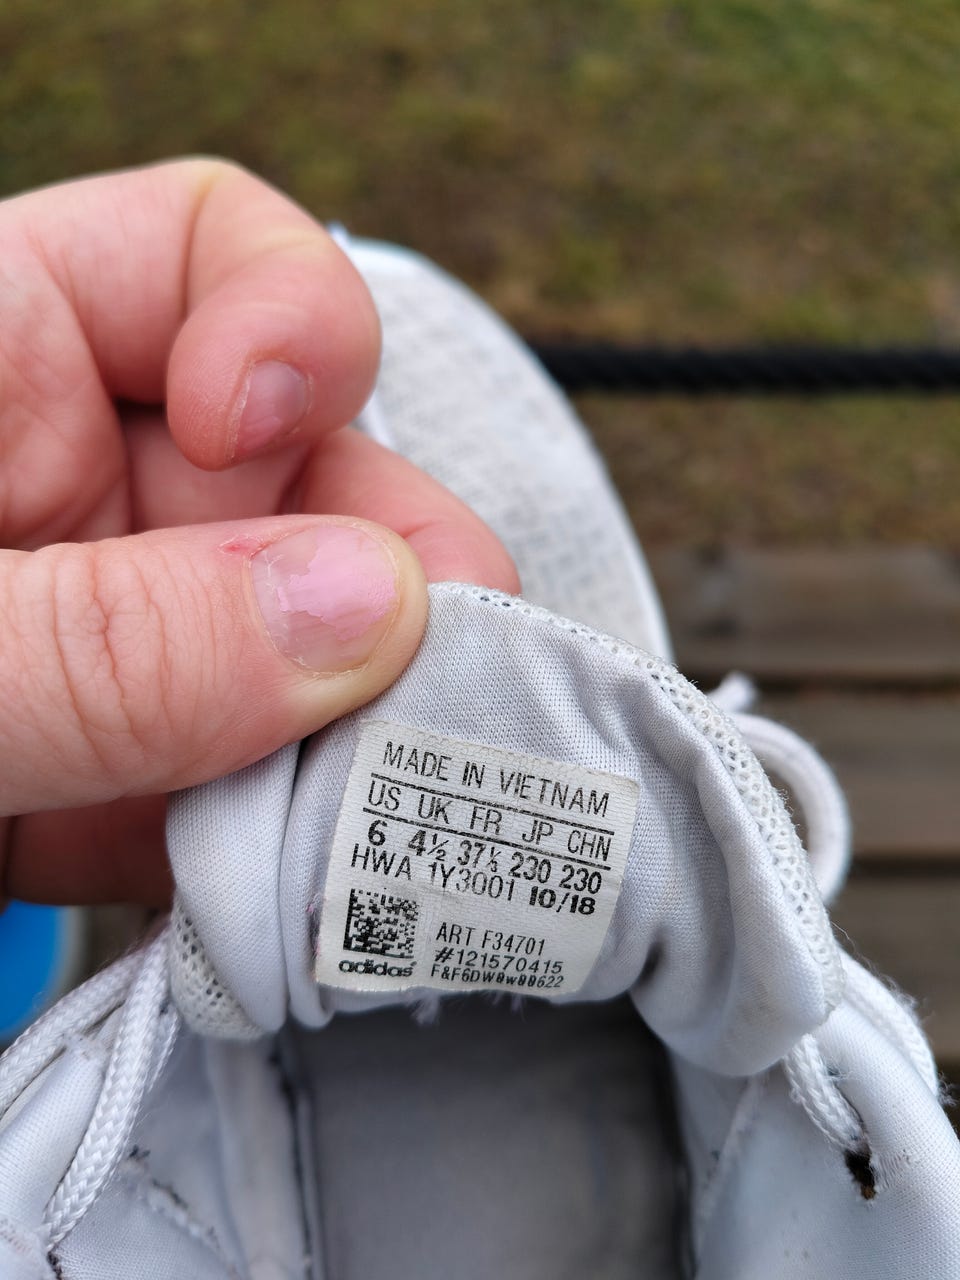 MADE IN VIETNAM
US UK FR JP CHN
6 4½ 37⅓ 230 230
HWA 1Y3001 10/18
ART F34701
#121570415
adidas